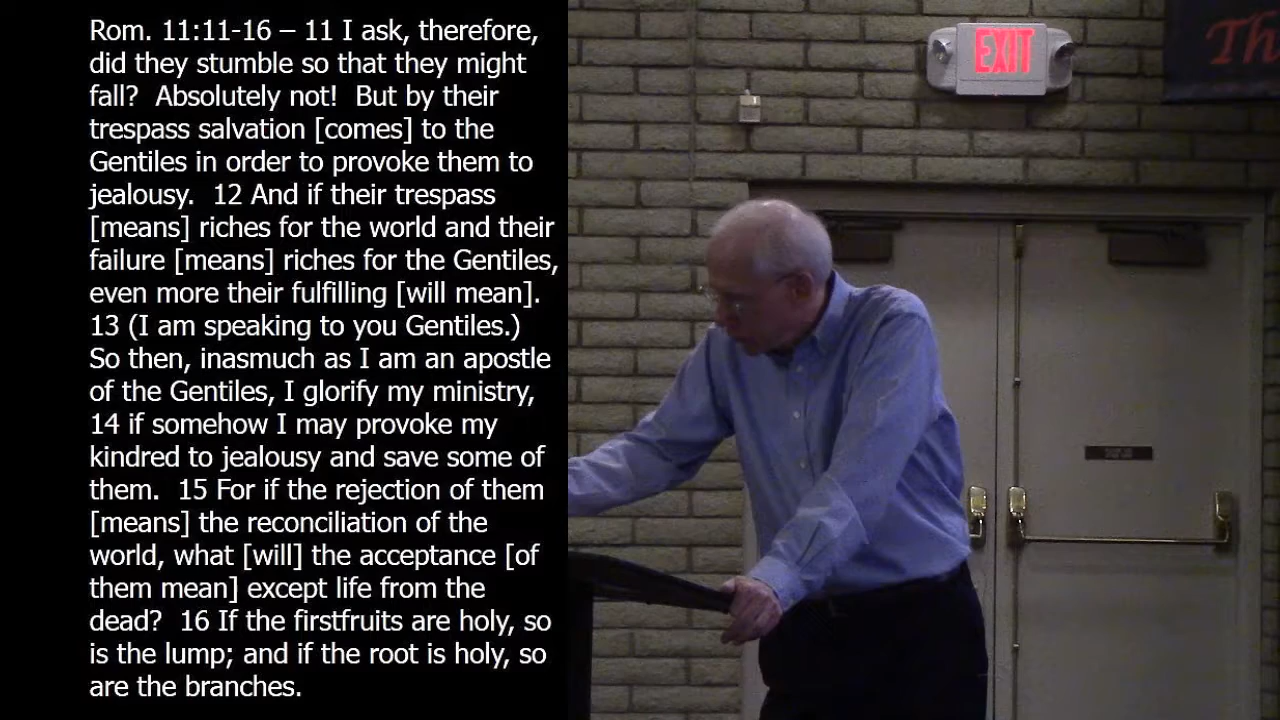 Rom. 11:11-16 – 11 I ask, therefore,
did they stumble so that they might
fall?  Absolutely not!  But by their
trespass salvation [comes] to the
Gentiles in order to provoke them to
jealousy.  12 And if their trespass
[means] riches for the world and their
failure [means] riches for the Gentiles,
even more their fulfilling [will mean].
13 (I am speaking to you Gentiles.)
So then, inasmuch as I am an apostle
of the Gentiles, I glorify my ministry,
14 if somehow I may provoke my
kindred to jealousy and save some of
them.  15 For if the rejection of them
[means] the reconciliation of the
world, what [will] the acceptance [of
them mean] except life from the
dead?  16 If the firstfruits are holy, so
is the lump; and if the root is holy, so
are the branches.
EXIT
Th